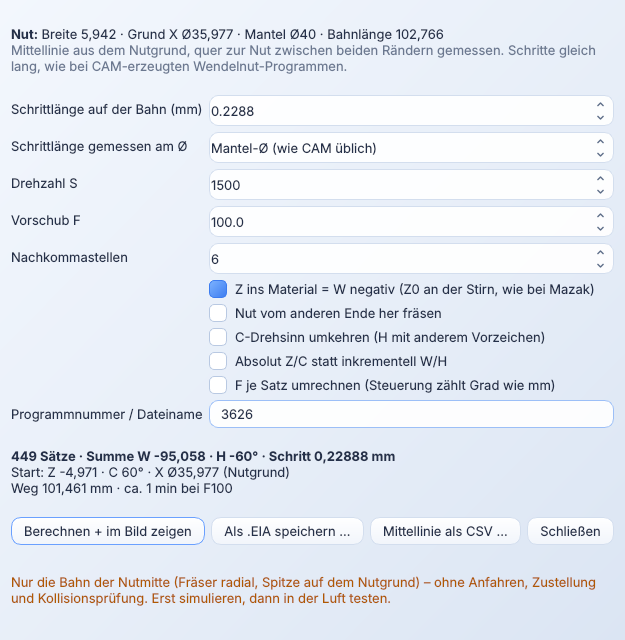 Nut: Breite 5,942 · Grund X Ø35,977 · Mantel Ø40 · Bahnlänge 102,766
Mittellinie aus dem Nutgrund, quer zur Nut zwischen beiden Rändern gemessen. Schritte gleich
lang, wie bei CAM-erzeugten Wendelnut-Programmen.
Schrittlänge auf der Bahn (mm) 0.2288
Schrittlänge gemessen am Ø Mantel-Ø (wie CAM üblich)
Drehzahl S 1500
Vorschub F 100.0
Nachkommastellen 6
Z ins Material = W negativ (Z0 an der Stirn, wie bei Mazak)
Nut vom anderen Ende her fräsen
C-Drehsinn umkehren (H mit anderem Vorzeichen)
Absolut Z/C statt inkrementell W/H
F je Satz umrechnen (Steuerung zählt Grad wie mm)
Programmnummer / Dateiname 3626
449 Sätze · Summe W -95,058 · H -60° · Schritt 0,22888 mm
Start: Z -4,971 · C 60° · X Ø35,977 (Nutgrund)
Weg 101,461 mm · ca. 1 min bei F100
Berechnen + im Bild zeigen Als .EIA speichern ... Mittellinie als CSV ... Schließen
Nur die Bahn der Nutmitte (Fräser radial, Spitze auf dem Nutgrund) – ohne Anfahren, Zustellung
und Kollisionsprüfung. Erst simulieren, dann in der Luft testen.